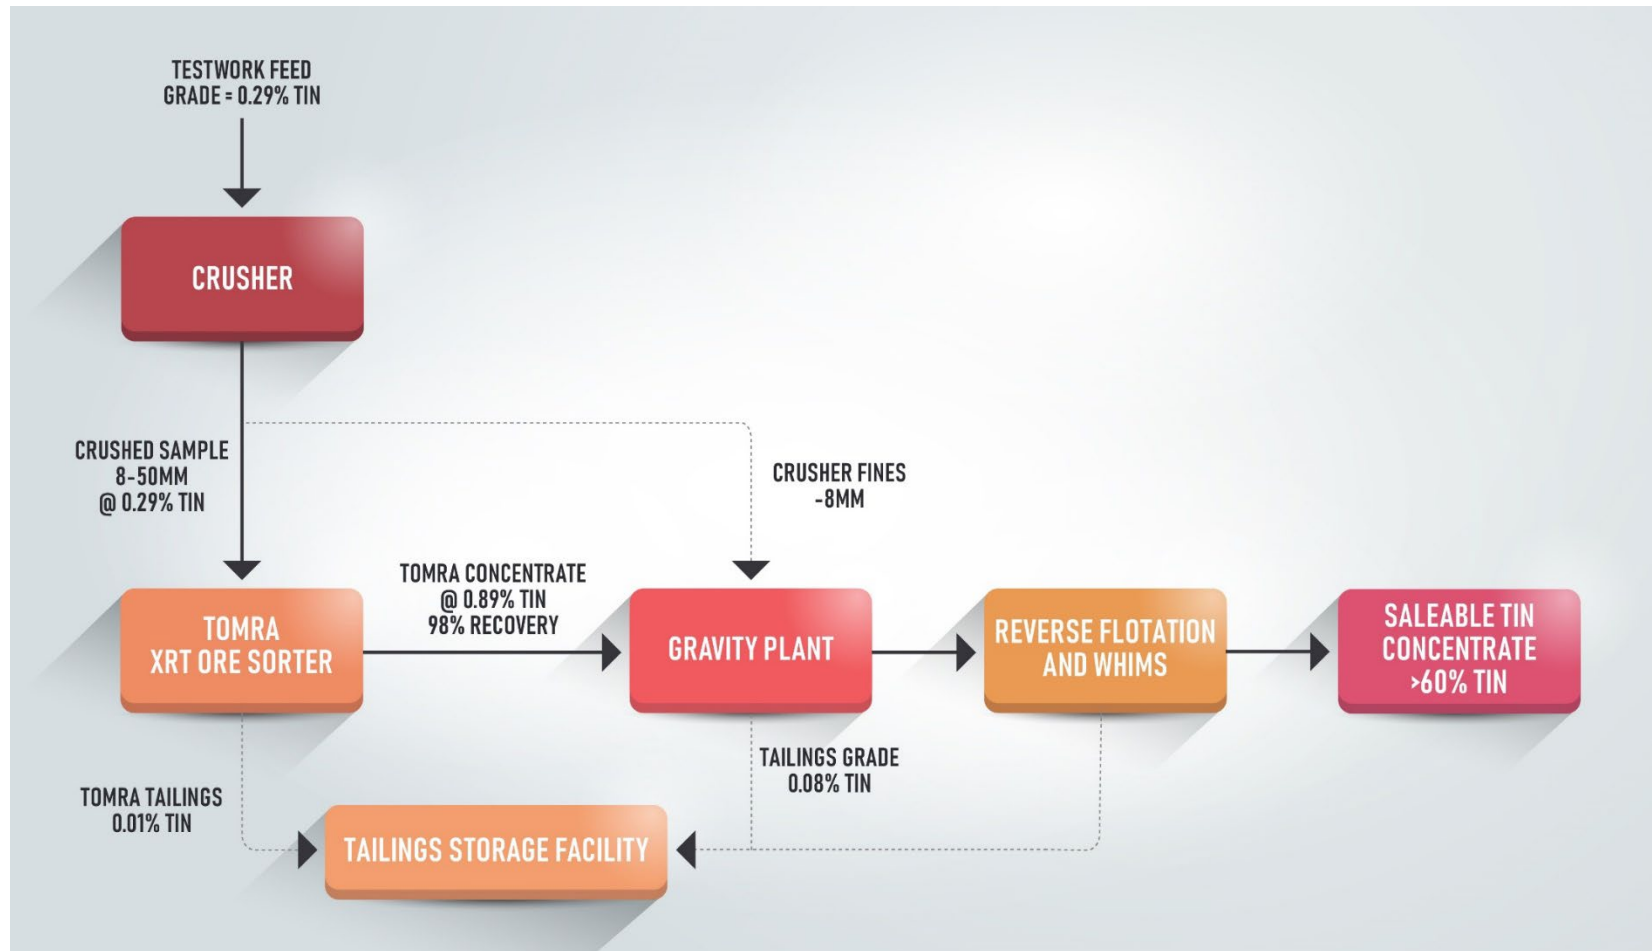 TESTWORK FEED
GRADE = 0.29% TIN
CRUSHER
CRUSHED SAMPLE
8-50MM
@ 0.29% TIN
CRUSHER FINES
-8MM
TOMRA CONCENTRATE
@ 0.89% TIN
98% RECOVERY
TOMRA
XRT ORE SORTER
GRAVITY PLANT
REVERSE FLOTATION
AND WHIMS
SALEABLE TIN
CONCENTRATE
>60% TIN
TOMRA TAILINGS
0.01% TIN
TAILINGS GRADE
0.08% TIN
TAILINGS STORAGE FACILITY